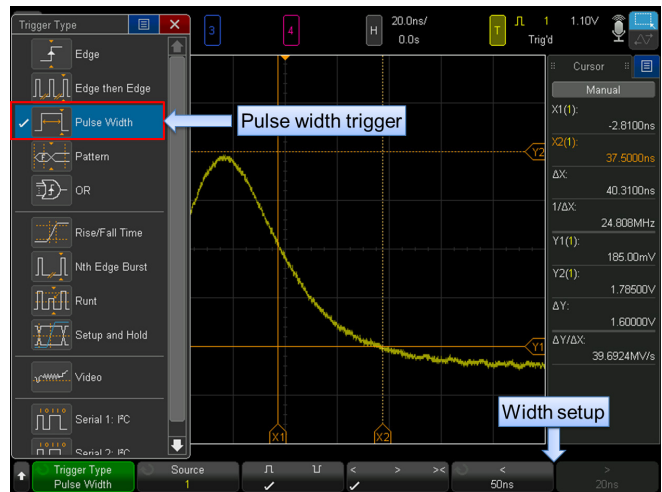 Trigger Type
3
4
H
20.0ns/
0.0s
T
1
1.10V
Trig'd
Edge
Edge then Edge
Pulse Width
Pattern
OR
Rise/Fall Time
Nth Edge Burst
Runt
Setup and Hold
Video
Serial 1: I²C
Serial 2: I²C
Pulse width trigger
Y2
Y1
X1
X2
Width setup
Cursor
Manual
X1(1):
-2.8100ns
X2(1):
37.5000ns
ΔX:
40.3100ns
1/ΔX:
24.808MHz
Y1(1):
185.00mV
Y2(1):
1.78500V
ΔY:
1.60000V
ΔY/ΔX:
39.6924MV/s
Trigger Type
Pulse Width
Source
1
< > ><
<
50ns
>
20ns